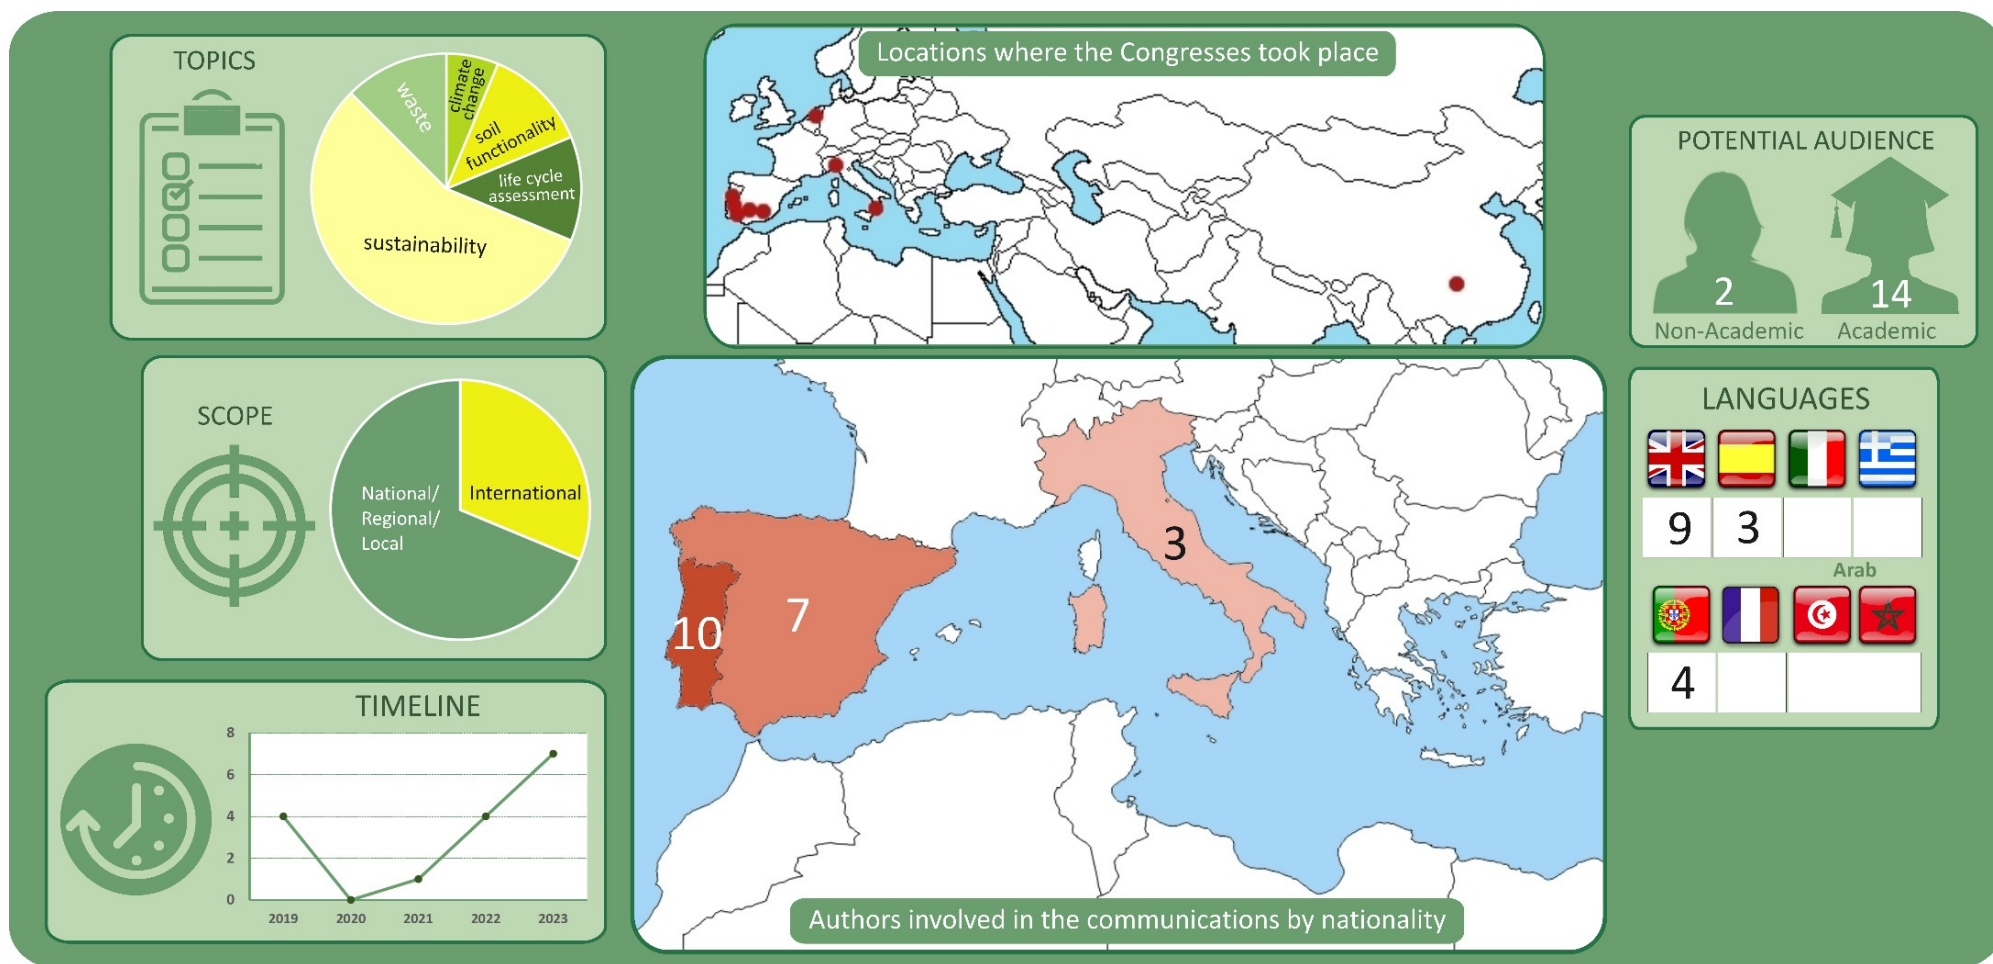 TOPICS
waste
climate
change
soil
functionality
life cycle
assessment
sustainability
SCOPE
National/
Regional/
Local
International
TIMELINE
8
6
4
2
0
2019 2020 2021 2022 2023
Locations where the Congresses took place
10
7
3
Authors involved in the communications by nationality
POTENTIAL AUDIENCE
2 14
Non-Academic Academic
LANGUAGES
9 3
Arab
4